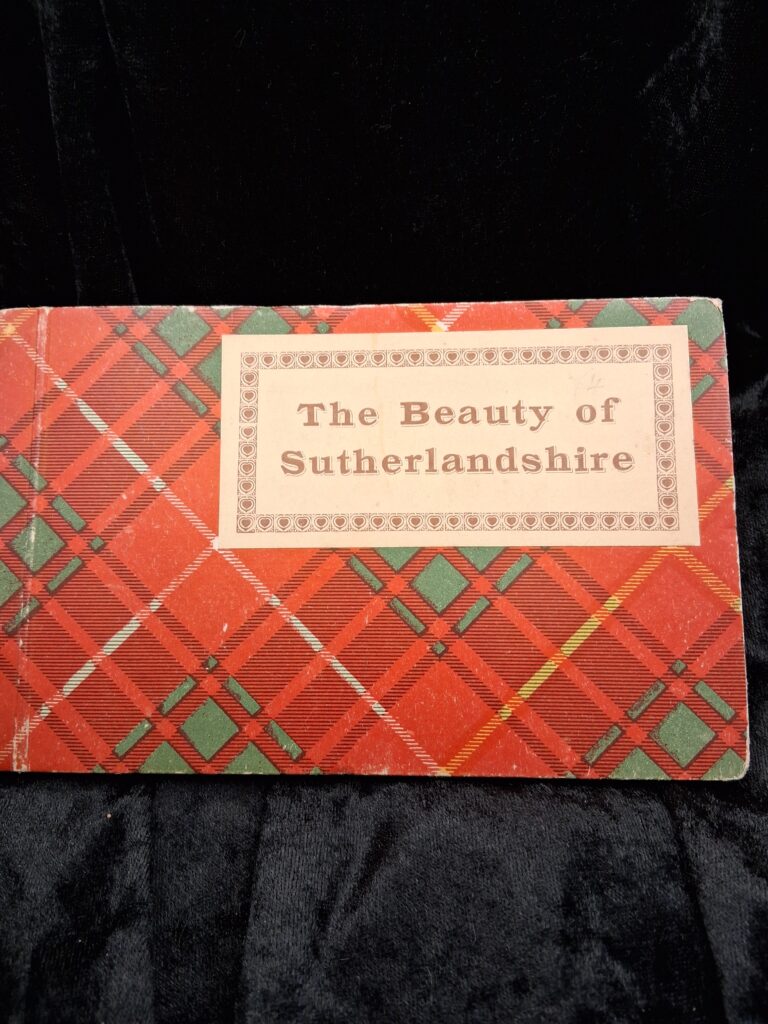 The Beauty of
Sutherlandshire